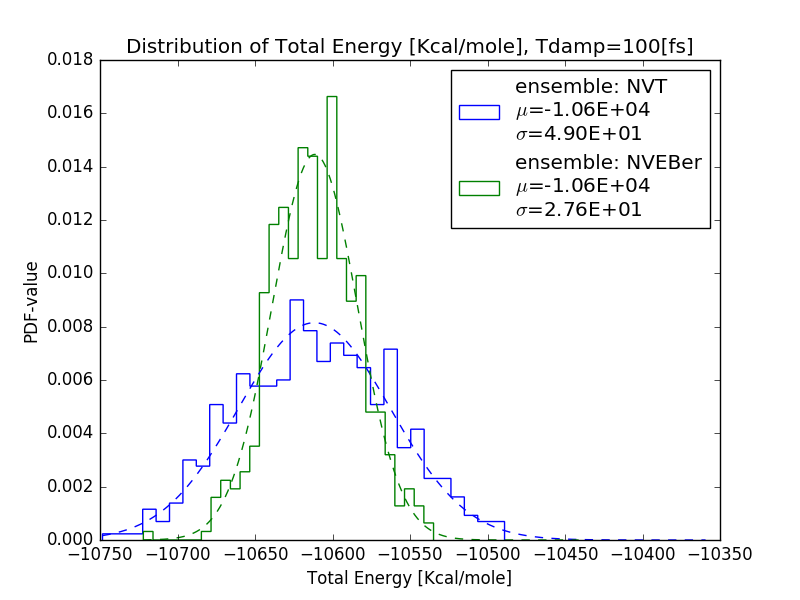 Distribution of Total Energy [Kcal/mole], Tdamp=100[fs]
0.018
0.016
0.014
0.012
0.010
0.008
0.006
0.004
0.002
0.000
PDF-value
ensemble: NVT
μ=-1.06E+04
σ=4.90E+01
ensemble: NVEBer
μ=-1.06E+04
σ=2.76E+01
−10750 −10700 −10650 −10600 −10550 −10500 −10450 −10400 −10350
Total Energy [Kcal/mole]